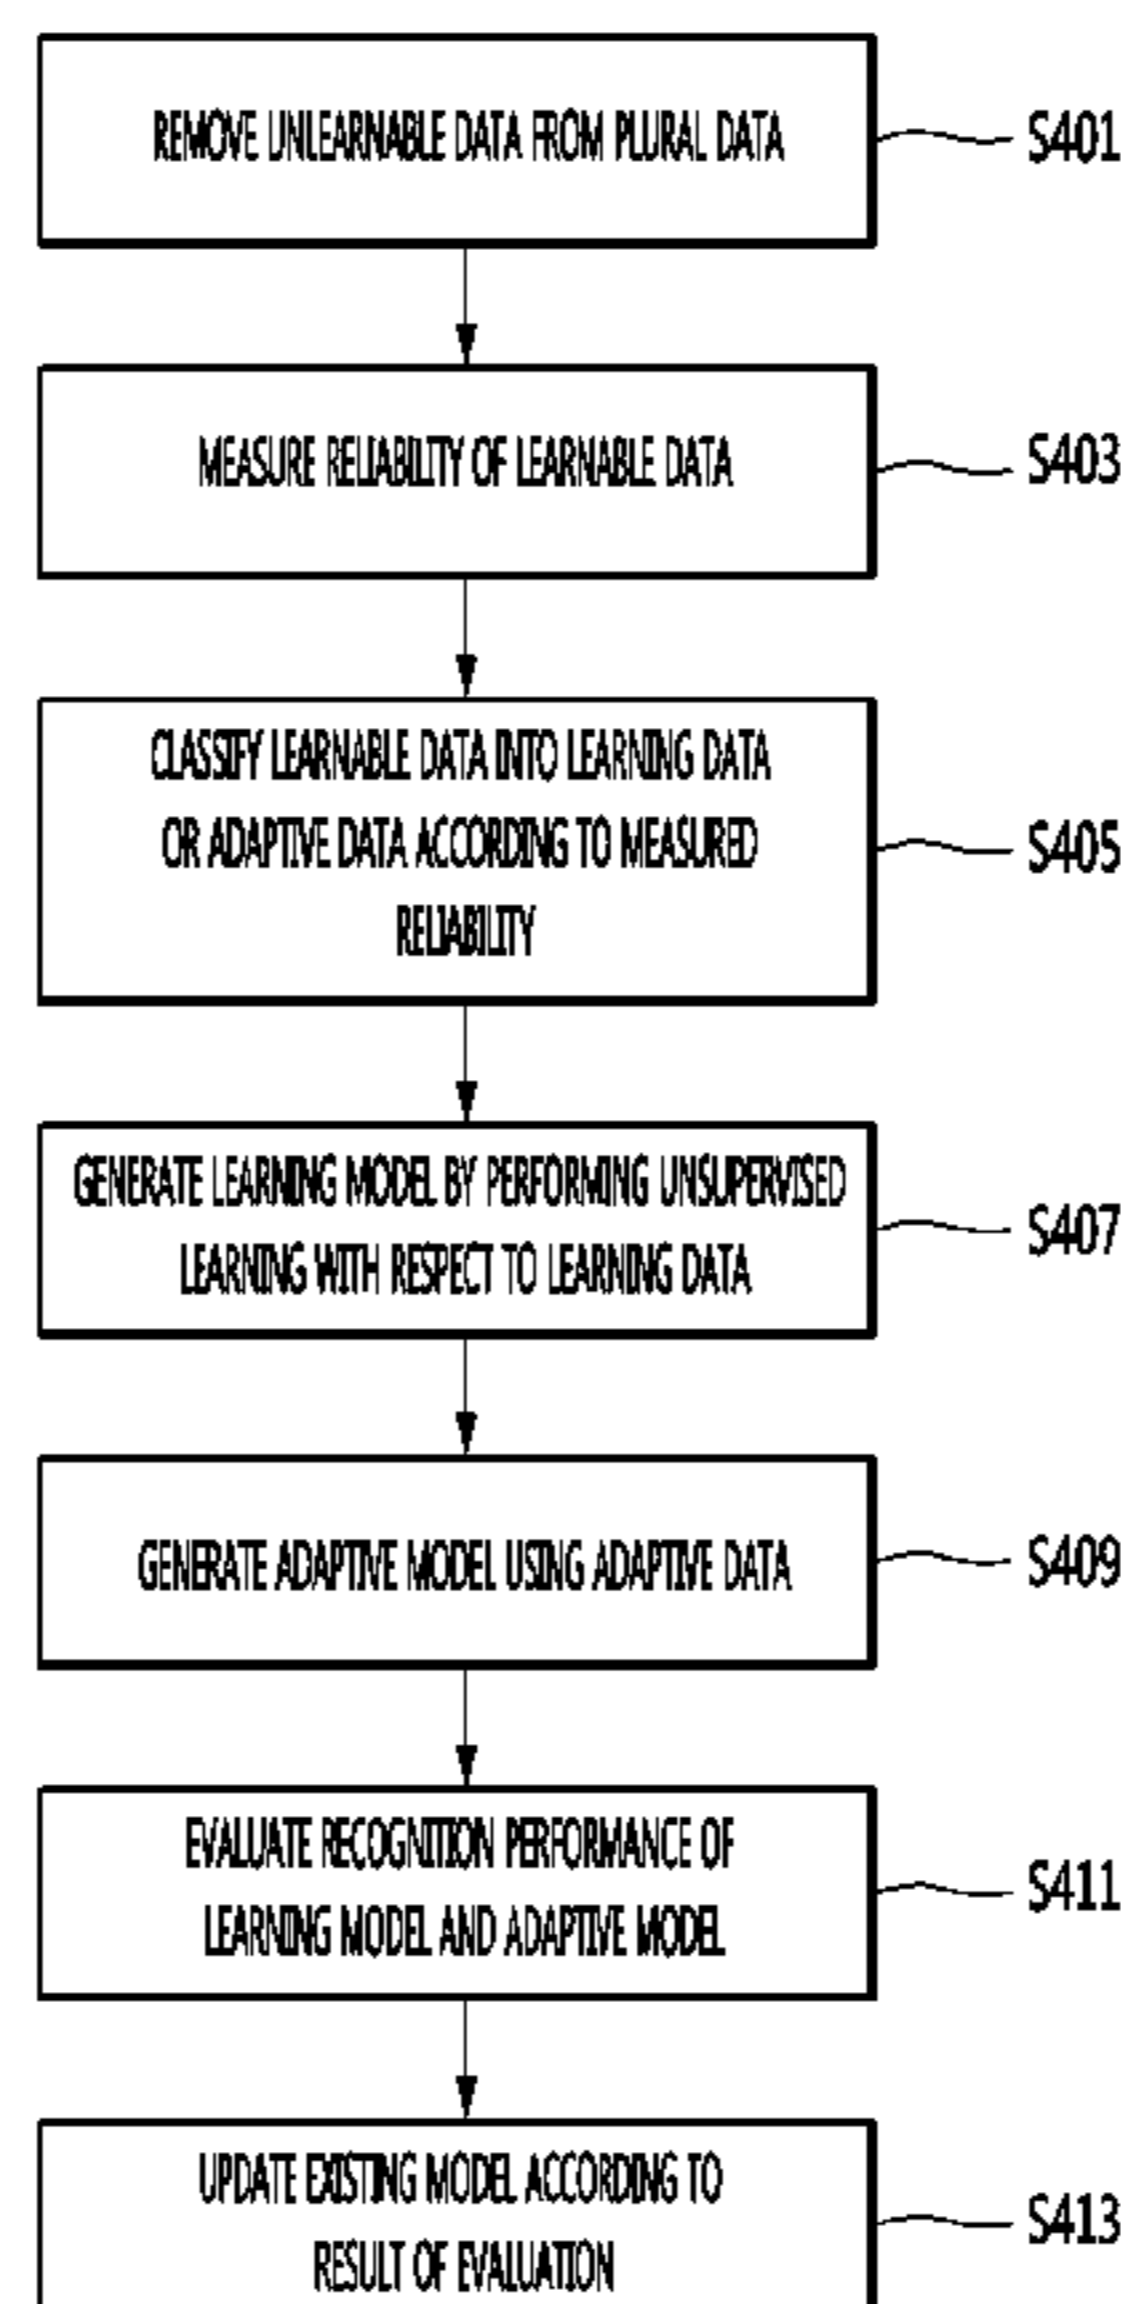 REMOVE UNLEARNABLE DATA FROM PLURAL DATA
S401
MEASURE RELIABILITY OF LEARNABLE DATA
S403
CLASSIFY LEARNABLE DATA INTO LEARNING DATA
OR ADAPTIVE DATA ACCORDING TO MEASURED
RELIABILITY
S405
GENERATE LEARNING MODEL BY PERFORMING UNSUPERVISED
LEARNING WITH RESPECT TO LEARNING DATA
S407
GENERATE ADAPTIVE MODEL USING ADAPTIVE DATA
S409
EVALUATE RECOGNITION PERFORMANCE OF
LEARNING MODEL AND ADAPTIVE MODEL
S411
UPDATE EXISTING MODEL ACCORDING TO
RESULT OF EVALUATION
S413